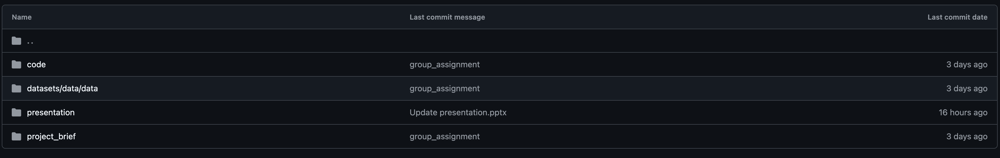 Name Last commit message Last commit date
..
code group_assignment 3 days ago
datasets/data/data group_assignment 3 days ago
presentation Update presentation.pptx 16 hours ago
project_brief group_assignment 3 days ago